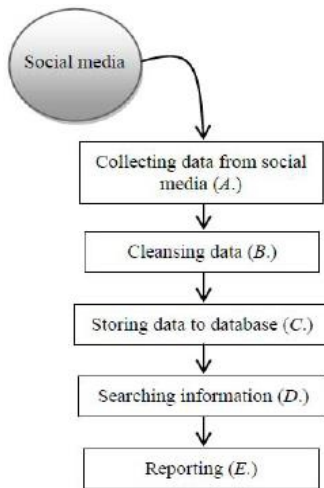 Social media
Collecting data from social
media (A.)
Cleansing data (B.)
Storing data to database (C.)
Searching information (D.)
Reporting (E.)